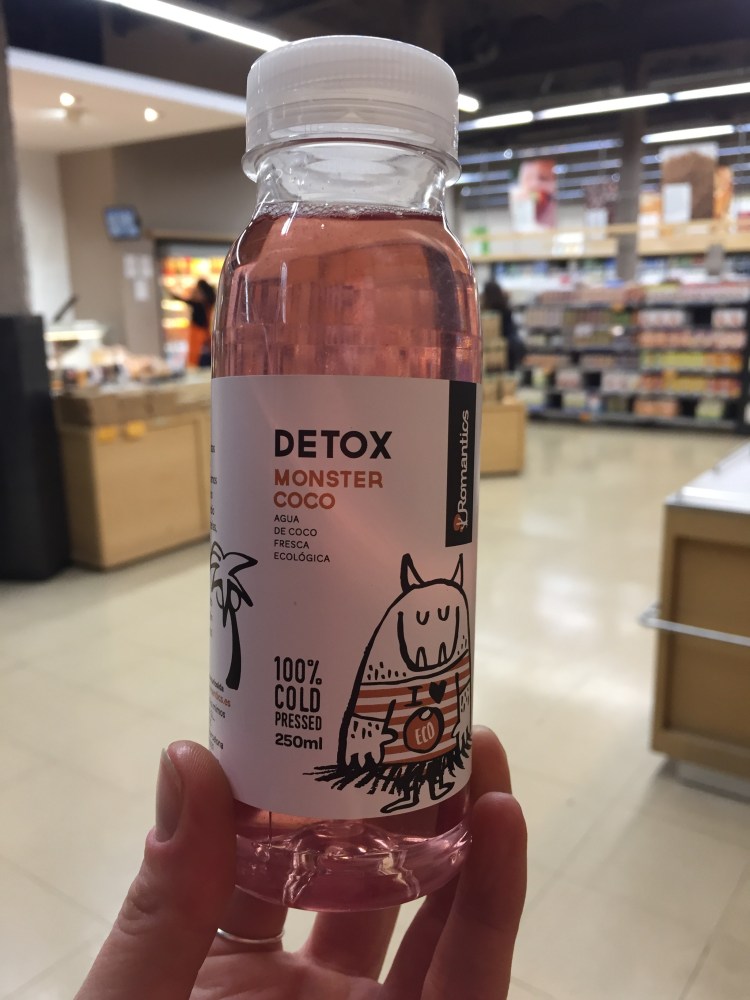 DETOX
MONSTER
COCO
AGUA
DE COCO
FRESCA
ECOLÓGICA
Romantics
100%
COLD
PRESSED
250ml
I
ECO